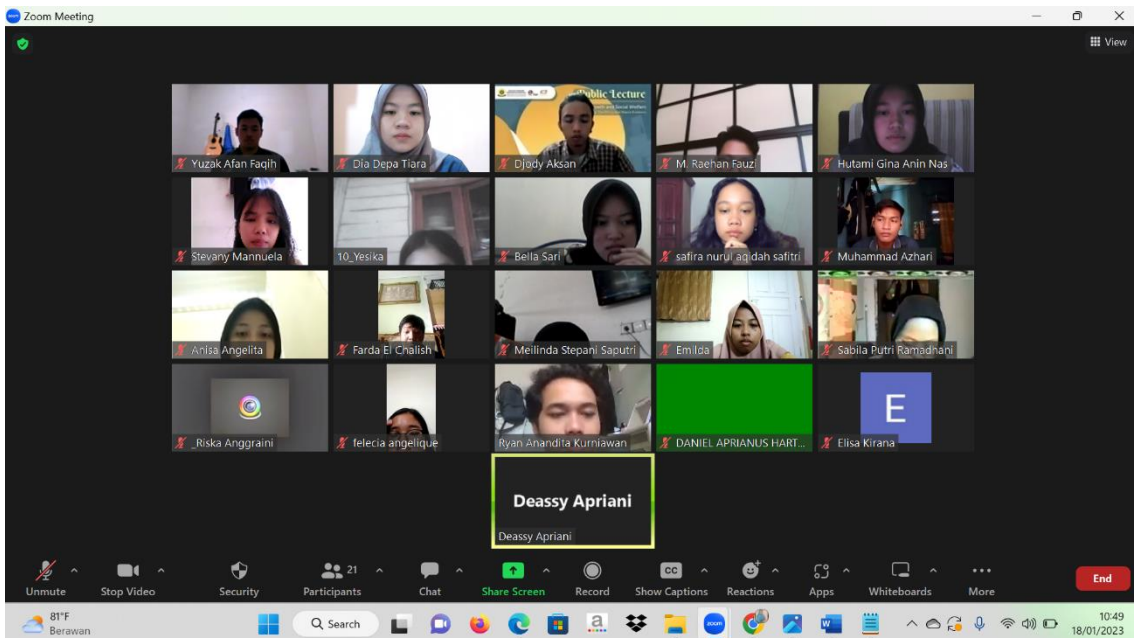 Zoom Meeting
View
Public Lecture
Yuzak Afan Faqih
Dia Depa Tiara
Djody Aksan
M. Raehan Fauzi
Hutami Gina Anin Nas
Stevany Mannuela
10_Yesika
Bella Sari
safira nurul aqidah safitri
Muhammad Azhari
Anisa Angelita
Farda El Chalish
Meilinda Stepani Saputri
Emilda
Sabila Putri Ramadhani
_Riska Anggraini
felecia angelique
Ryan Anandita Kurniawan
DANIEL APRIANUS HART...
E
Elisa Kirana
Deassy Apriani
Deassy Apriani
Unmute
Stop Video
Security
21
Participants
Chat
Share Screen
Record
CC
Show Captions
Reactions
Apps
Whiteboards
More
End
81°F
Berawan
Search
a
zoom
W
10:49
18/01/2023